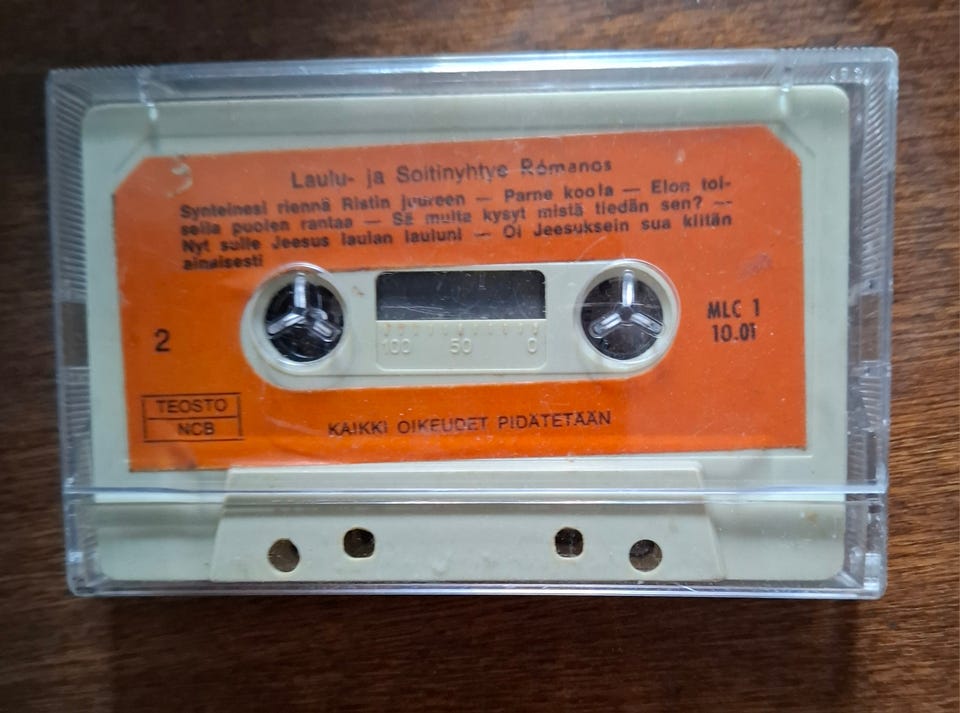 Laulu- ja Soitinyhtye Romanos
Synteinesi riennä Ristin juureen — Parne koola — Elon toi-
sella puolen rantaa — Sä multa kysyt mistä tiedän sen? —
Nyt sulle Jeesus laulan lauluni — Oi Jeesuksein sua kiitän
ainaisesti
2
MLC 1
10.01
100 50 0
TEOSTO
NCB
KAIKKI OIKEUDET PIDÄTETÄÄN